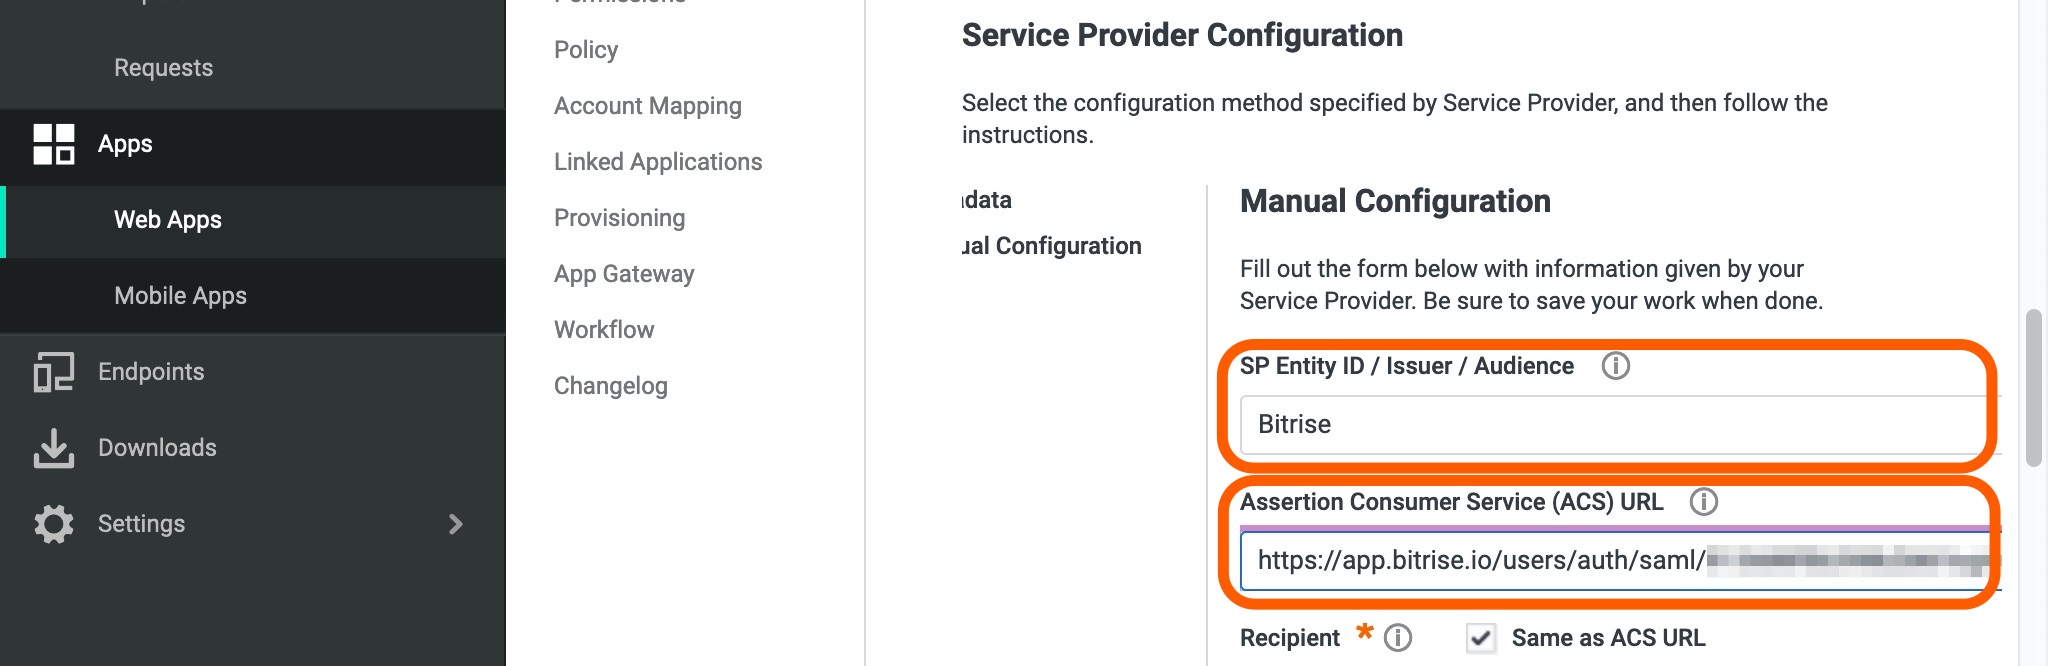 Requests
Apps
Web Apps
Mobile Apps
Endpoints
Downloads
Settings
Policy
Account Mapping
Linked Applications
Provisioning
App Gateway
Workflow
Changelog
Service Provider Configuration
Select the configuration method specified by Service Provider, and then follow the
instructions.
Configuration
Manual Configuration
Fill out the form below with information given by your
Service Provider. Be sure to save your work when done.
SP Entity ID / Issuer / Audience
Bitrise
Assertion Consumer Service (ACS) URL
https://app.bitrise.io/users/auth/saml/
Recipient * Same as ACS URL